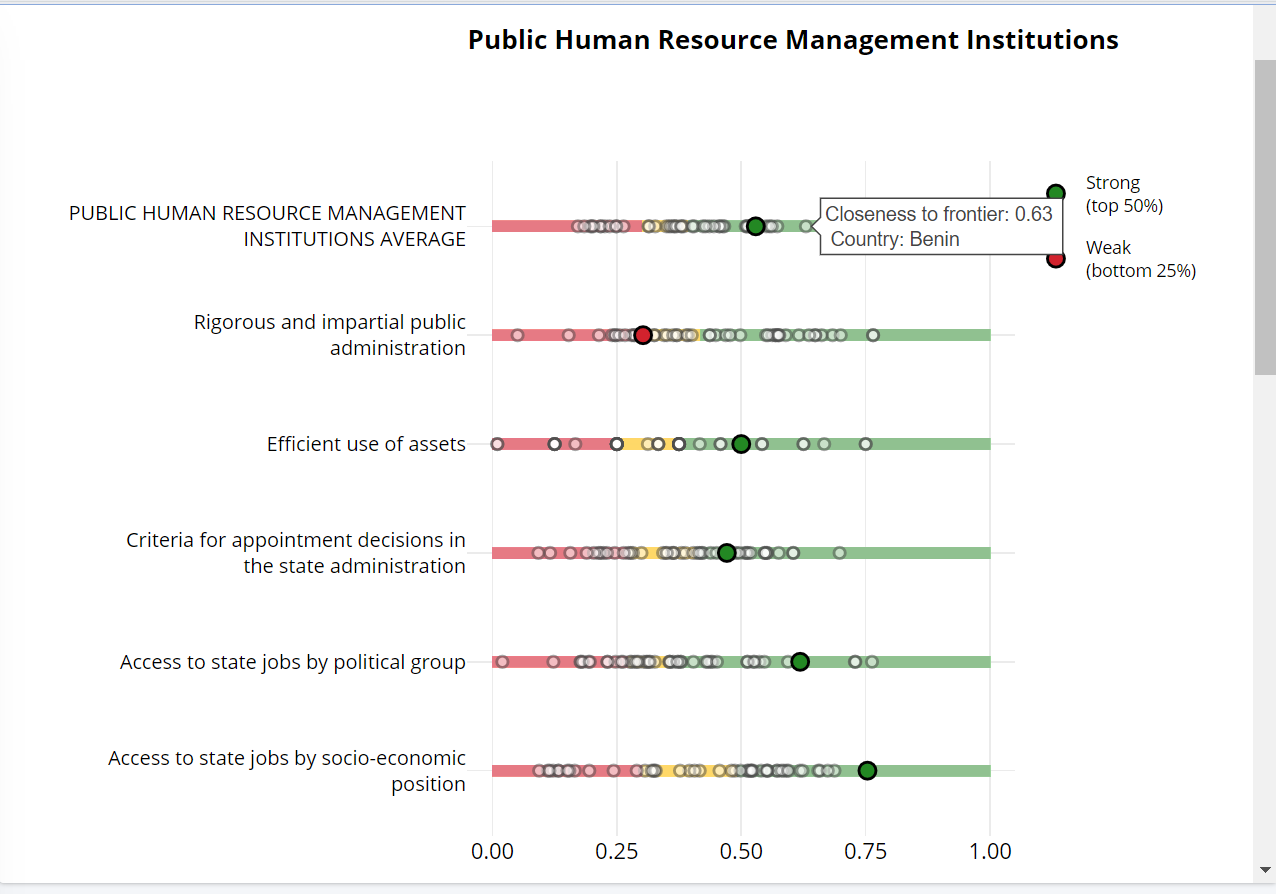 Public Human Resource Management Institutions
PUBLIC HUMAN RESOURCE MANAGEMENT
INSTITUTIONS AVERAGE
Closeness to frontier: 0.63
Country: Benin
Strong
(top 50%)
Weak
(bottom 25%)
Rigorous and impartial public
administration
Efficient use of assets
Criteria for appointment decisions in
the state administration
Access to state jobs by political group
Access to state jobs by socio-economic
position
0.00 0.25 0.50 0.75 1.00